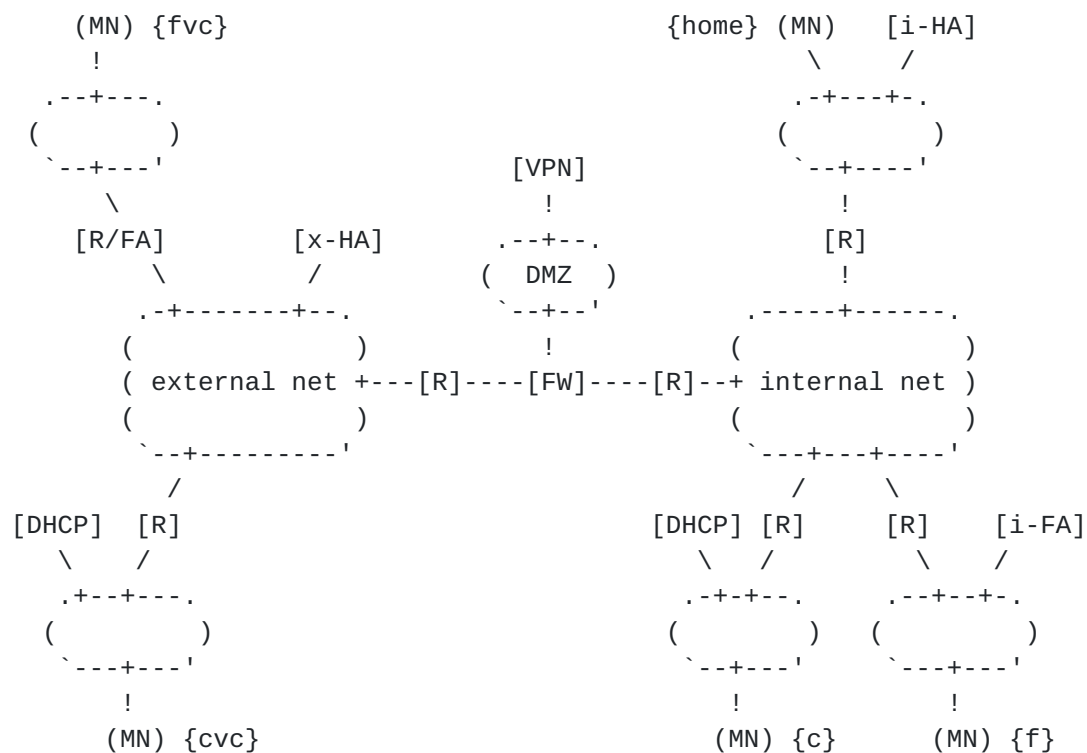 (MN) {fvc} {home} (MN) [i-HA]
[VPN]
[R/FA] [x-HA] [R]
DMZ
external net [R] [FW] [R] internal net
[DHCP] [R] [DHCP] [R] [R] [i-FA]
(MN) {cvc} (MN) {c} (MN) {f}